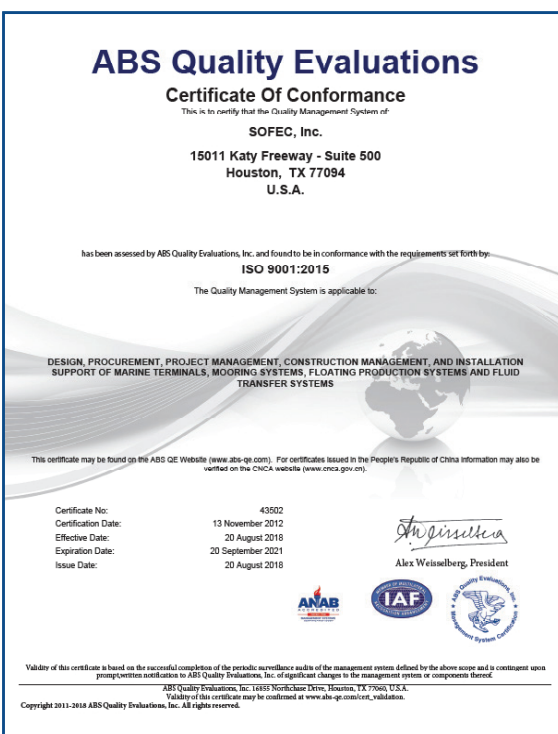 ABS Quality Evaluations
Certificate Of Conformance
This is to certify that the Quality Management System of:
SOFEC, Inc.
15011 Katy Freeway - Suite 500
Houston, TX 77094
U.S.A.
has been assessed by ABS Quality Evaluations, Inc. and found to be in conformance with the requirements set forth by:
ISO 9001:2015
The Quality Management System is applicable to:
DESIGN, PROCUREMENT, PROJECT MANAGEMENT, CONSTRUCTION MANAGEMENT, AND INSTALLATION
SUPPORT OF MARINE TERMINALS, MOORING SYSTEMS, FLOATING PRODUCTION SYSTEMS AND FLUID
TRANSFER SYSTEMS
This certificate may be found on the ABS QE Website (www.abs-qe.com). For certificates issued in the People's Republic of China information may also be
verified on the CNCA website (www.cnca.gov.cn).
Certificate No: 43502
Certification Date: 13 November 2012
Effective Date: 20 August 2018
Expiration Date: 20 September 2021
Issue Date: 20 August 2018
Alex Weisselberg, President
ANAB
ACCREDITED
IAF
ABS Quality Evaluations, Inc.
Management System Certification
Validity of this certificate is based on the successful completion of the periodic surveillance audits of the management system defined by the above scope and is contingent upon
prompt,written notification to ABS Quality Evaluations, Inc. of significant changes to the management system or components thereof.
ABS Quality Evaluations, Inc. 16855 Northchase Drive, Houston, TX 77060, U.S.A.
Validity of this certificate may be confirmed at www.abs-qe.com/cert_validation.
Copyright 2011-2018 ABS Quality Evaluations, Inc. All rights reserved.